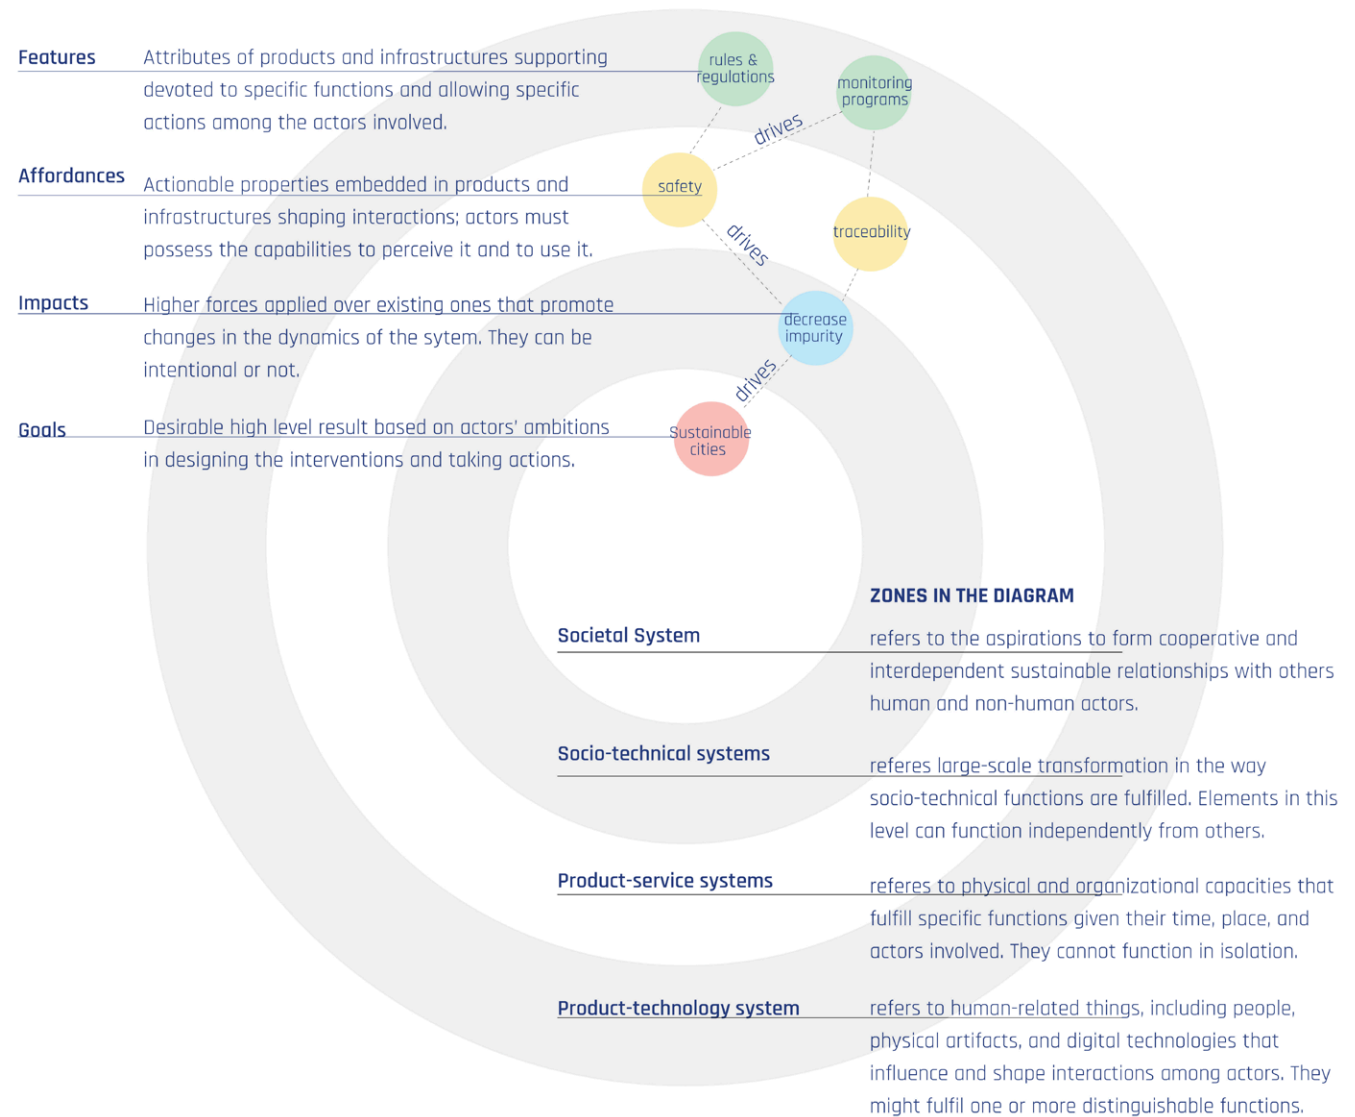 Features
Attributes of products and infrastructures supporting
devoted to specific functions and allowing specific
actions among the actors involved.
Affordances
Actionable properties embedded in products and
infrastructures shaping interactions; actors must
possess the capabilities to perceive it and to use it.
Impacts
Higher forces applied over existing ones that promote
changes in the dynamics of the sytem. They can be
intentional or not.
Goals
Desirable high level result based on actors' ambitions
in designing the interventions and taking actions.
rules &
regulations
monitoring
programs
drives
safety
traceability
drives
decrease
impurity
drives
Sustainable
cities
ZONES IN THE DIAGRAM
Societal System
refers to the aspirations to form cooperative and
interdependent sustainable relationships with others
human and non-human actors.
Socio-technical systems
referes large-scale transformation in the way
socio-technical functions are fulfilled. Elements in this
level can function independently from others.
Product-service systems
referes to physical and organizational capacities that
fulfill specific functions given their time, place, and
actors involved. They cannot function in isolation.
Product-technology system
refers to human-related things, including people,
physical artifacts, and digital technologies that
influence and shape interactions among actors. They
might fulfil one or more distinguishable functions.